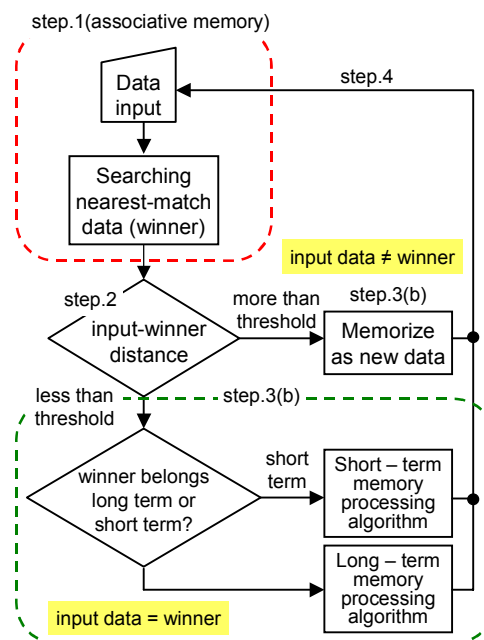 step.1(associative memory)
Data
input
step.4
Searching
nearest-match
data (winner)
input data ≠ winner
step.2
input-winner
distance
more than
threshold
step.3(b)
Memorize
as new data
less than
threshold
step.3(b)
winner belongs
long term or
short term?
short
term
Short – term
memory
processing
algorithm
Long – term
memory
processing
algorithm
input data = winner